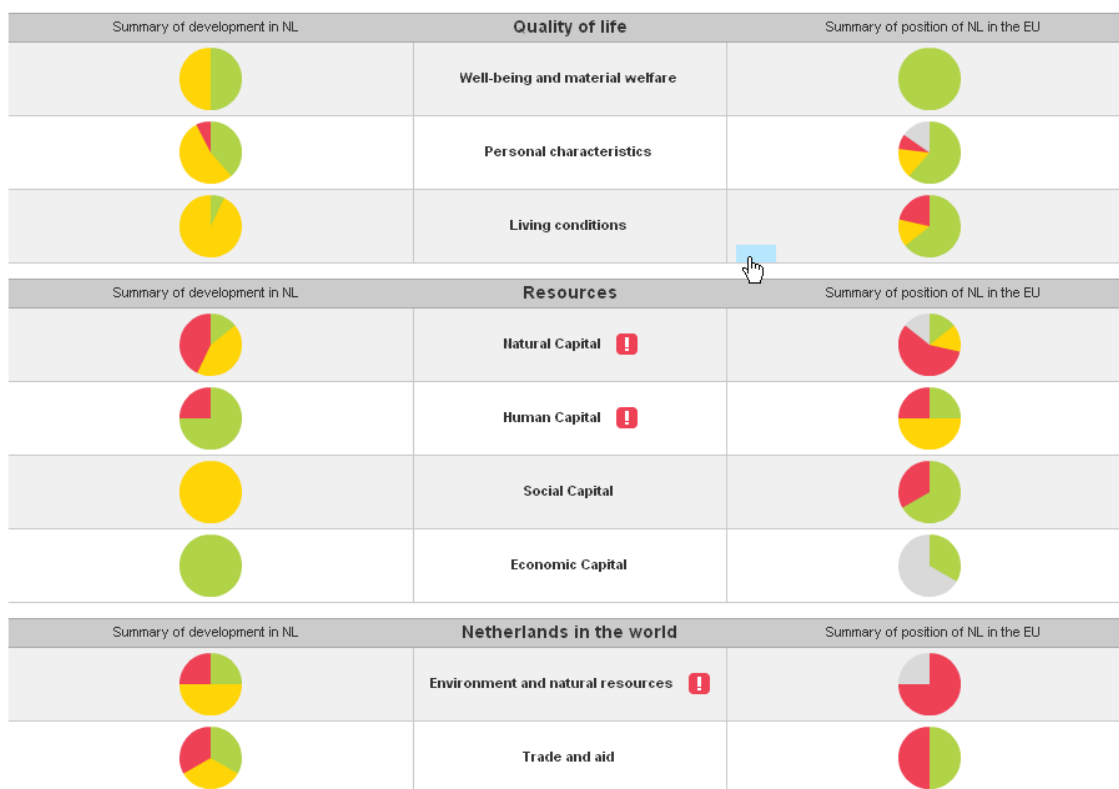 Summary of development in NL Quality of life Summary of position of NL in the EU
Well-being and material welfare
Personal characteristics
Living conditions
Summary of development in NL Resources Summary of position of NL in the EU
Natural Capital !
Human Capital !
Social Capital
Economic Capital
Summary of development in NL Netherlands in the world Summary of position of NL in the EU
Environment and natural resources !
Trade and aid